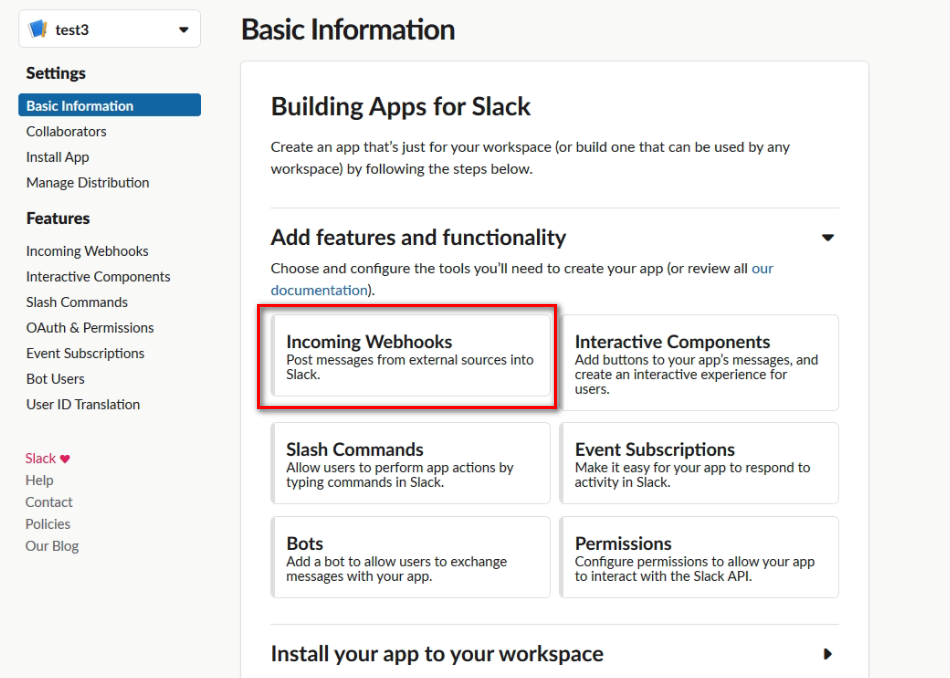 test3
Settings
Basic Information
Collaborators
Install App
Manage Distribution
Features
Incoming Webhooks
Interactive Components
Slash Commands
OAuth & Permissions
Event Subscriptions
Bot Users
User ID Translation
Slack
Help
Contact
Policies
Our Blog
Basic Information
Building Apps for Slack
Create an app that's just for your workspace (or build one that can be used by any
workspace) by following the steps below.
Add features and functionality
Choose and configure the tools you'll need to create your app (or review all our
documentation).
Incoming Webhooks
Post messages from external sources into
Slack.
Interactive Components
Add buttons to your app's messages, and
create an interactive experience for
users.
Slash Commands
Allow users to perform app actions by
typing commands in Slack.
Event Subscriptions
Make it easy for your app to respond to
activity in Slack.
Bots
Add a bot to allow users to exchange
messages with your app.
Permissions
Configure permissions to allow your app
to interact with the Slack API.
Install your app to your workspace